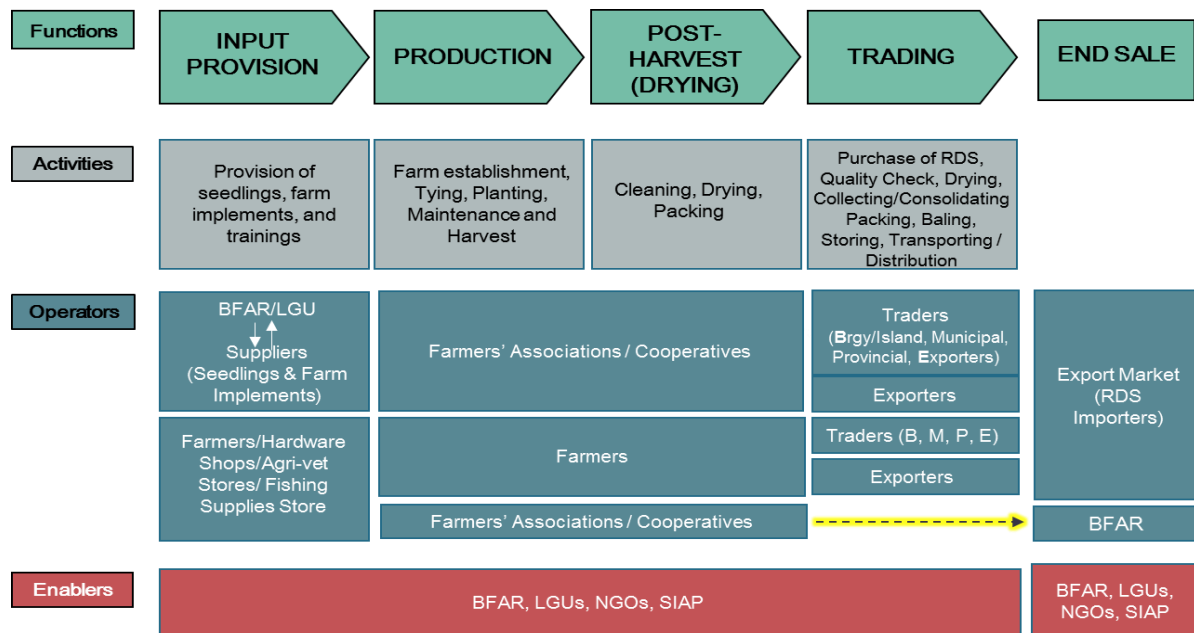 Functions
INPUT
PROVISION
PRODUCTION
POST-
HARVEST
(DRYING)
TRADING
END SALE
Activities
Provision of
seedlings, farm
implements, and
trainings
Farm establishment,
Tying, Planting,
Maintenance and
Harvest
Cleaning, Drying,
Packing
Purchase of RDS,
Quality Check, Drying,
Collecting/Consolidating
Packing, Baling,
Storing, Transporting /
Distribution
Operators
BFAR/LGU
Suppliers
(Seedlings & Farm
Implements)
Farmers’ Associations / Cooperatives
Traders
(Brgy/Island, Municipal,
Provincial, Exporters)
Exporters
Export Market
(RDS
Importers)
Farmers/Hardware
Shops/Agri-vet
Stores/ Fishing
Supplies Store
Farmers
Traders (B, M, P, E)
Exporters
Farmers’ Associations / Cooperatives
BFAR
Enablers
BFAR, LGUs, NGOs, SIAP
BFAR, LGUs,
NGOs, SIAP